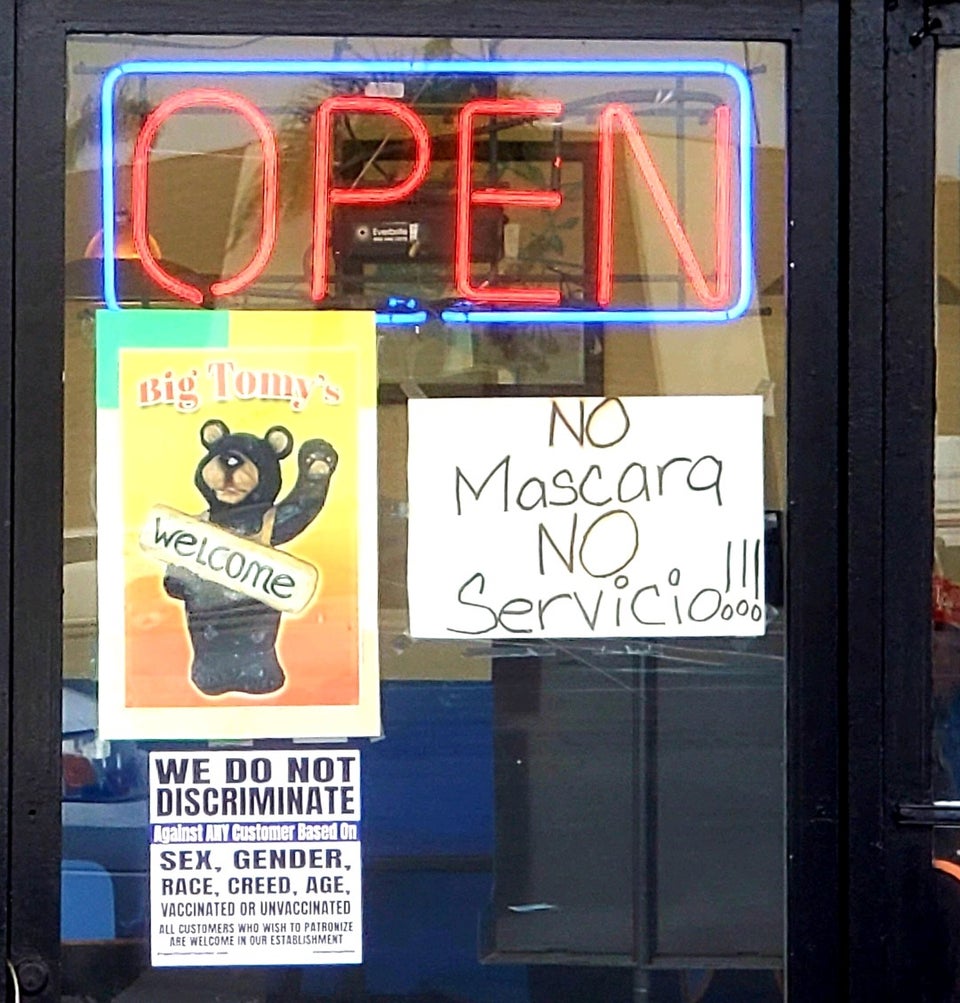 OPEN
Everbrite
Big Tomy's
WELCOME
NO
Mascara
NO
Servicio!!!
WE DO NOT
DISCRIMINATE
Against ANY Customer Based On
SEX, GENDER,
RACE, CREED, AGE,
VACCINATED OR UNVACCINATED
ALL CUSTOMERS WHO WISH TO PATRONIZE
ARE WELCOME IN OUR ESTABLISHMENT